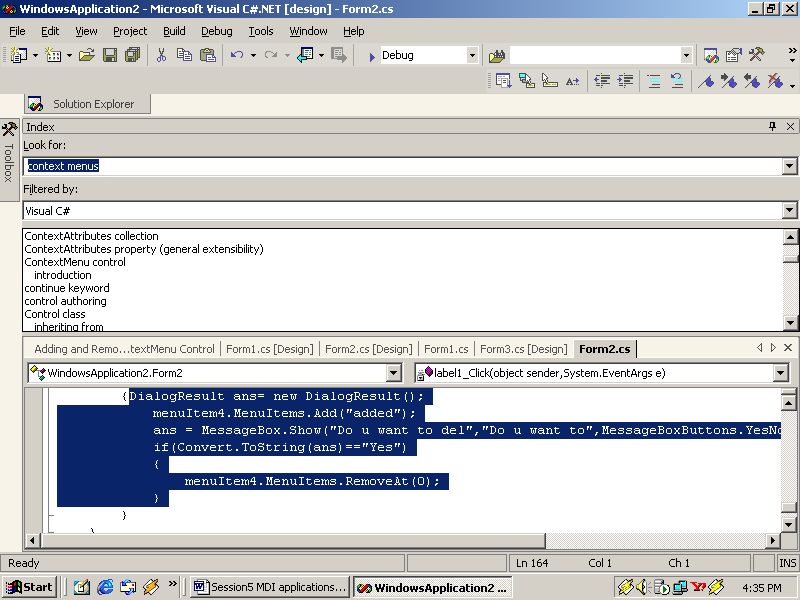 WindowsApplication2 - Microsoft Visual C#.NET [design] - Form2.cs
File Edit View Project Build Debug Tools Window Help
Debug
Solution Explorer
Toolbox
Index
Look for:
context menus
Filtered by:
Visual C#
ContextAttributes collection
ContextAttributes property (general extensibility)
ContextMenu control
introduction
continue keyword
control authoring
Control class
inheriting from
Adding and Remo...textMenu Control Form1.cs [Design] Form2.cs [Design] Form1.cs Form3.cs [Design] Form2.cs
WindowsApplication2.Form2 label1_Click(object sender,System.EventArgs e)
{DialogResult ans= new DialogResult();
menuItem4.MenuItems.Add("added");
ans = MessageBox.Show("Do u want to del","Do u want to",MessageBoxButtons.YesNo
if(Convert.ToString(ans)=="Yes")
{
menuItem4.MenuItems.RemoveAt(0);
}
}
Ready Ln 164 Col 1 Ch 1 INS
Start Session5 MDI applications... WindowsApplication2 ... 4:35 PM